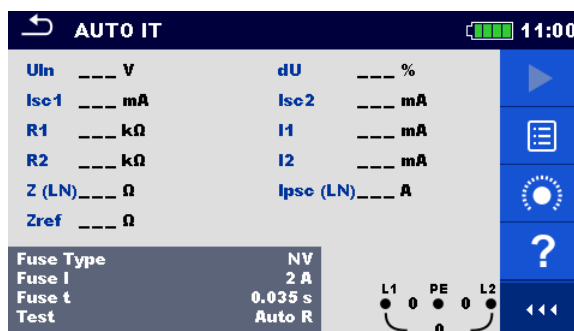 AUTO IT 11:00
Uln ___ V dU ___ %
Isc1 ___ mA Isc2 ___ mA
R1 ___ kΩ I1 ___ mA
R2 ___ kΩ I2 ___ mA
Z (LN)___ Ω Ipsc (LN)___ A
Zref ___ Ω
Fuse Type NV
Fuse I 2 A
Fuse t 0.035 s
Test Auto R
L1 PE L2
0 0
0
?